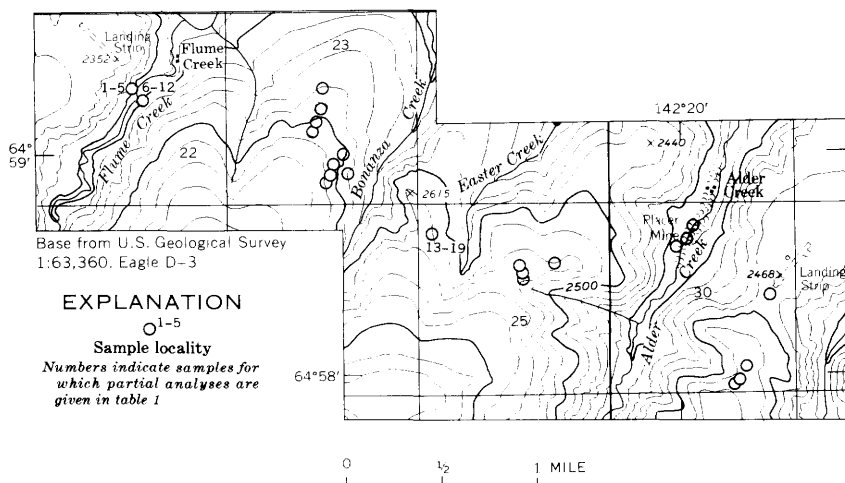 Landing
Strip
2352
Flume
Creek
23
1-5
6-12
Flume Creek
22
64°
59'
Bonanza Creek
142°20'
2440
Easter Creek
2615
13-19
Alder
Creek
Placer
Mine
Alder Creek
2468
Landing
Strip
2500
25
30
64°58'
Base from U.S. Geological Survey
1:63,360, Eagle D-3
EXPLANATION
1-5
Sample locality
Numbers indicate samples for
which partial analyses are
given in table 1
0 ½ 1 MILE